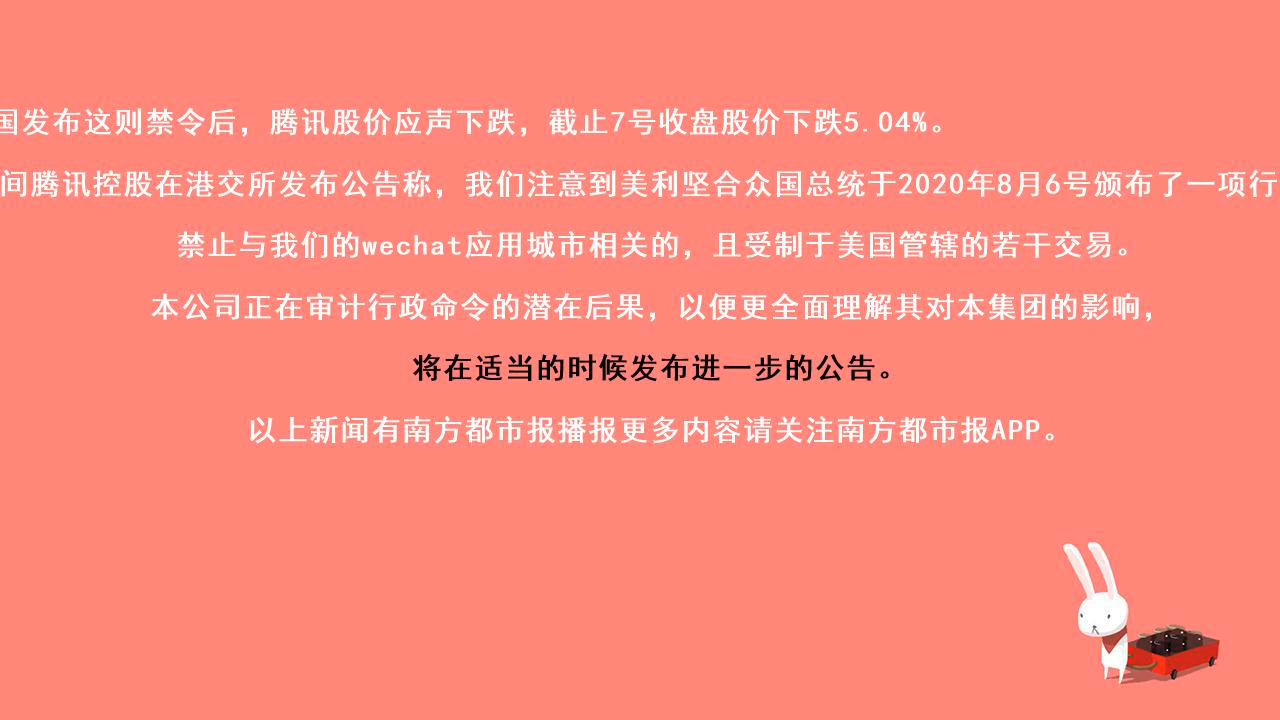 国发布这则禁令后，腾讯股价应声下跌，截止7号收盘股价下跌5.04%。
间腾讯控股在港交所发布公告称，我们注意到美利坚合众国总统于2020年8月6号颁布了一项行
禁止与我们的wechat应用城市相关的，且受制于美国管辖的若干交易。
本公司正在审计行政命令的潜在后果，以便更全面理解其对本集团的影响，
将在适当的时候发布进一步的公告。
以上新闻有南方都市报播报更多内容请关注南方都市报APP。